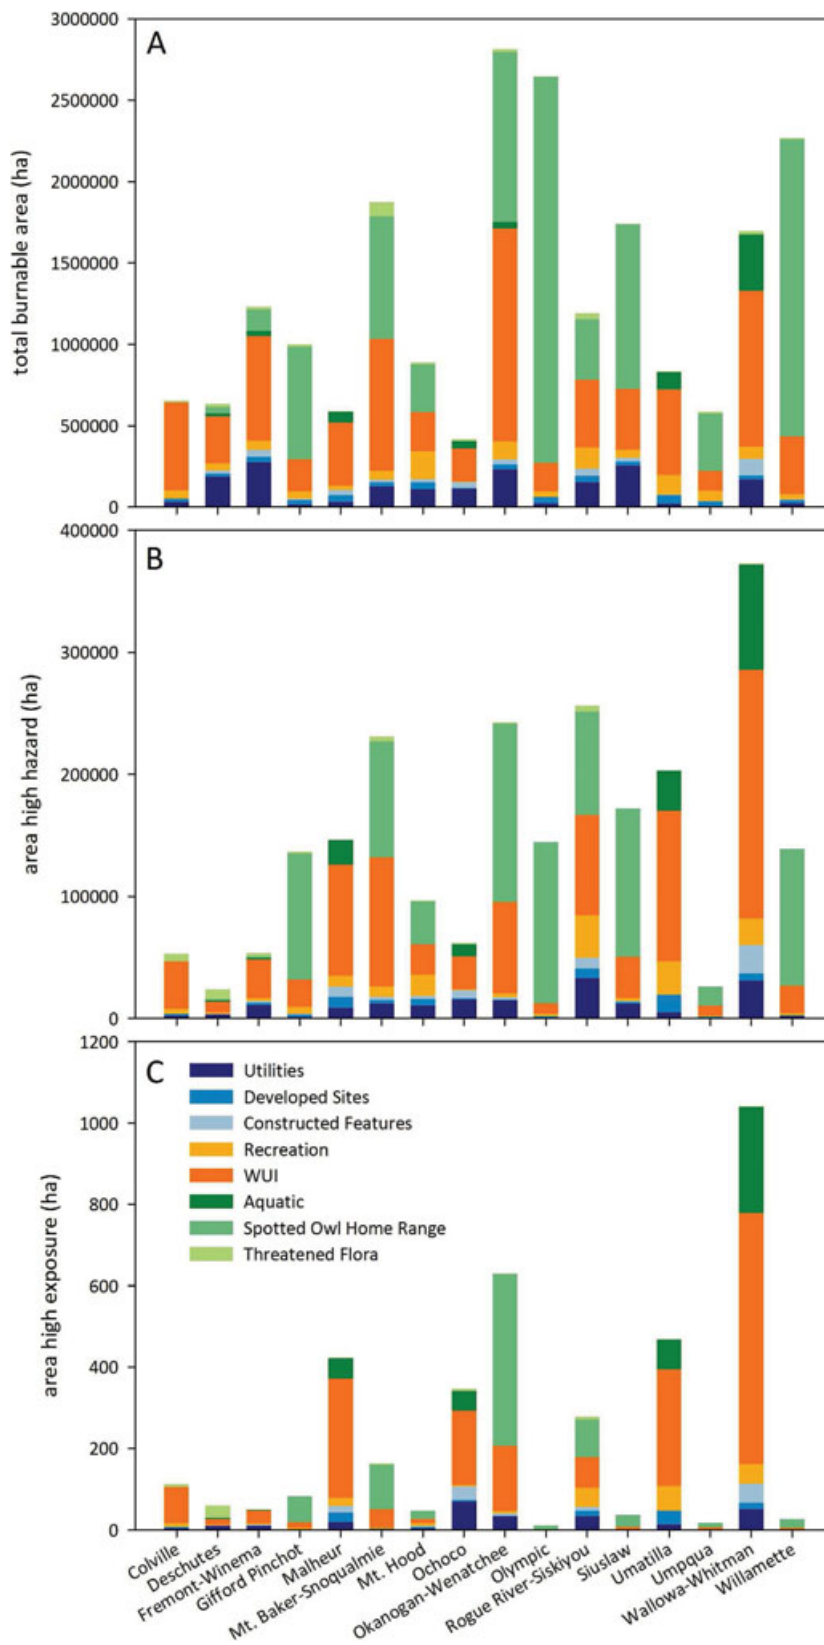 A
total burnable area (ha)
3000000
2500000
2000000
1500000
1000000
500000
0
B
area high hazard (ha)
400000
300000
200000
100000
0
C
area high exposure (ha)
1200
1000
800
600
400
200
0
Utilities
Developed Sites
Constructed Features
Recreation
WUI
Aquatic
Spotted Owl Home Range
Threatened Flora
Colville
Deschutes
Fremont-Winema
Gifford Pinchot
Malheur
Mt. Baker-Snoqualmie
Mt. Hood
Ochoco
Okanogan-Wenatchee
Olympic
Rogue River-Siskiyou
Siuslaw
Umatilla
Umpqua
Wallowa-Whitman
Willamette